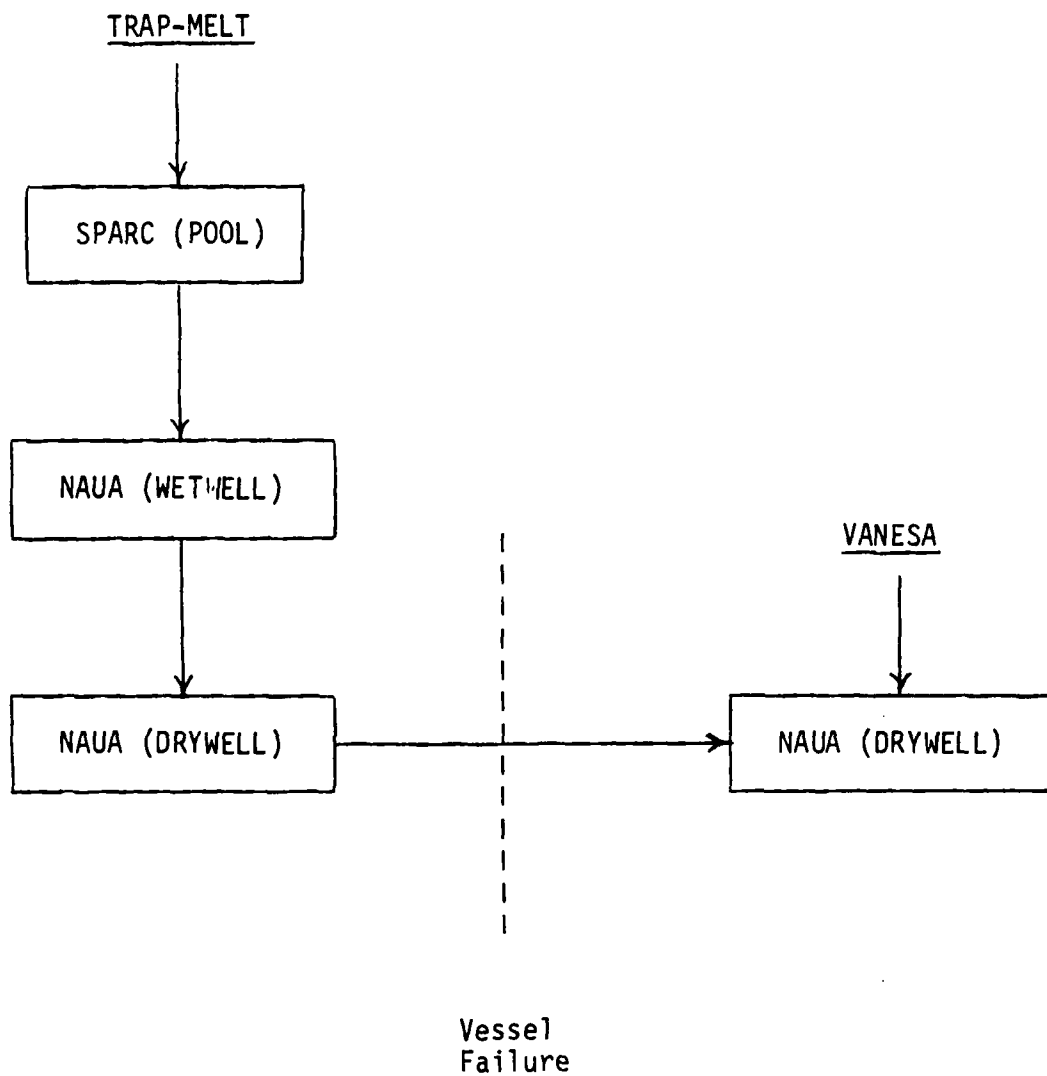 TRAP-MELT
SPARC (POOL)
NAUA (WETWELL)
VANESA
NAUA (DRYWELL)
NAUA (DRYWELL)
Vessel
Failure